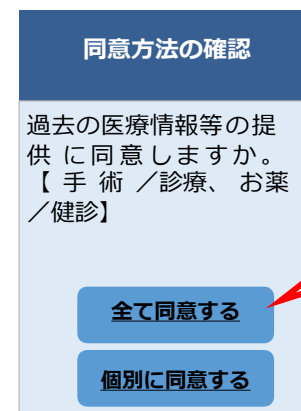 同意方法の確認
過去の医療情報等の提
供 に同意しますか。
【 手 術 ／診療、 お薬
／健診】
全て同意する
個別に同意する